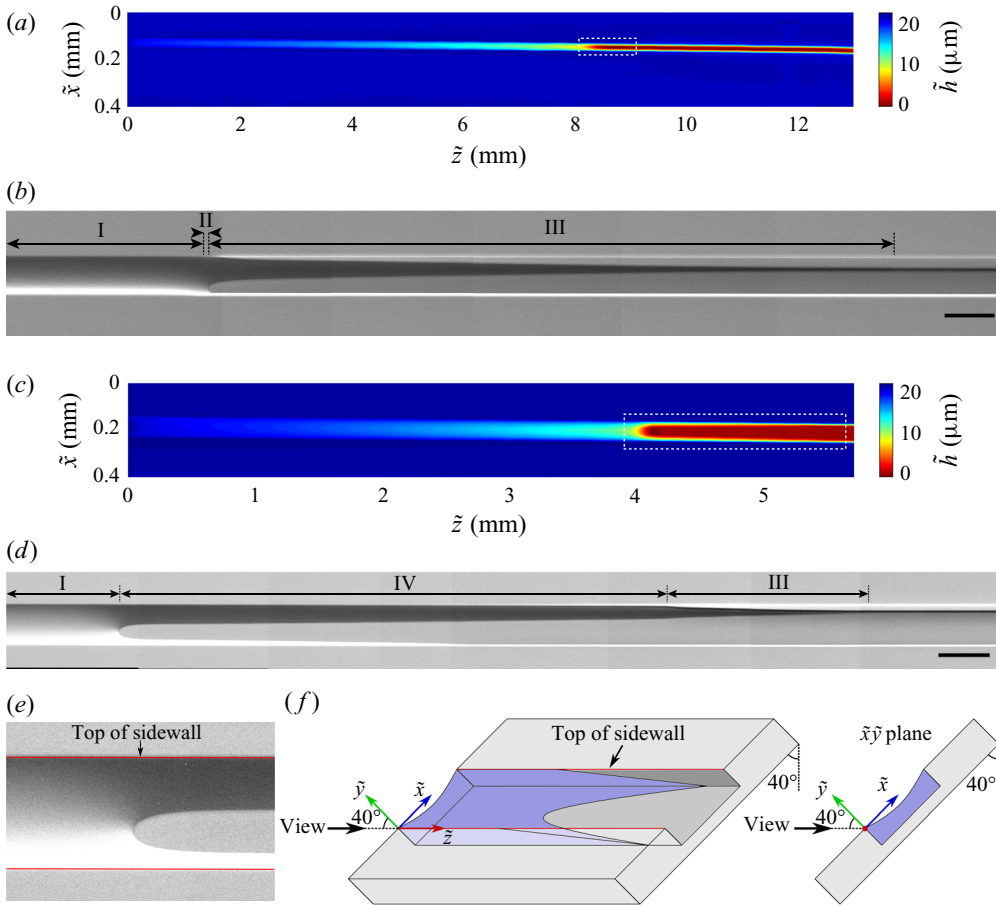 (a)
0
0.2
0.4
x̃ (mm)
0 2 4 6 8 10 12
z̃ (mm)
20
10
0
h̃ (μm)
(b)
I II III
(c)
0
0.2
0.4
x̃ (mm)
0 1 2 3 4 5
z̃ (mm)
20
10
0
h̃ (μm)
(d)
I IV III
(e)
Top of sidewall
(f)
Top of sidewall
x̃ỹ plane
ỹ x̃
40°
View
z̃
40°
ỹ x̃
40°
View
40°